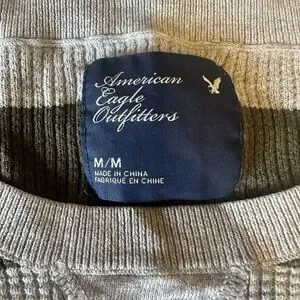 American
Eagle
Outfitters
M/M
MADE IN CHINA
FABRIQUÉ EN CHINE